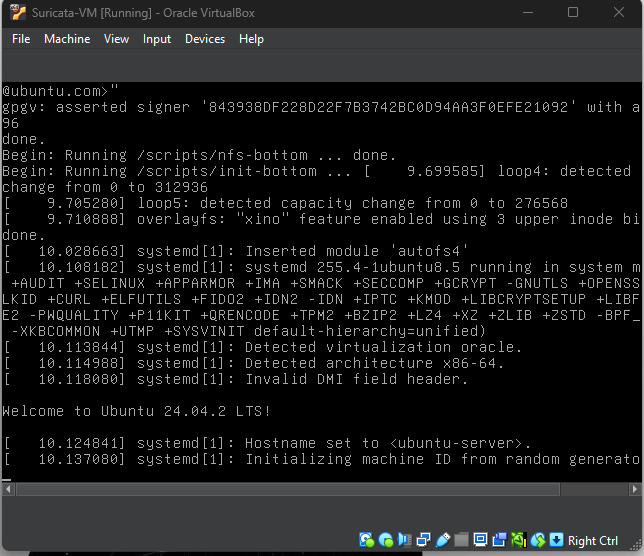 Suricata-VM [Running] - Oracle VirtualBox
File Machine View Input Devices Help
@ubuntu.com>"
gpgv: asserted signer '843938DF228D22F7B3742BC0D94AA3F0EFE21092' with a
96
done.
Begin: Running /scripts/nfs-bottom ... done.
Begin: Running /scripts/init-bottom ... [    9.699585] loop4: detected
change from 0 to 312936
[    9.705280] loop5: detected capacity change from 0 to 276568
[    9.710888] overlayfs: "xino" feature enabled using 3 upper inode bi
done.
[   10.028663] systemd[1]: Inserted module 'autofs4'
[   10.108182] systemd[1]: systemd 255.4-1ubuntu8.5 running in system m
+AUDIT +SELINUX +APPARMOR +IMA +SMACK +SECCOMP +GCRYPT -GNUTLS +OPENSS
LKID +CURL +ELFUTILS +FIDO2 +IDN2 -IDN +IPTC +KMOD +LIBCRYPTSETUP +LIBF
E2 -PWQUALITY +P11KIT +QRENCODE +TPM2 +BZIP2 +LZ4 +XZ +ZLIB +ZSTD -BPF_
-XKBCOMMON +UTMP +SYSVINIT default-hierarchy=unified)
[   10.113844] systemd[1]: Detected virtualization oracle.
[   10.114988] systemd[1]: Detected architecture x86-64.
[   10.118080] systemd[1]: Invalid DMI field header.
Welcome to Ubuntu 24.04.2 LTS!
[   10.124841] systemd[1]: Hostname set to <ubuntu-server>.
[   10.137080] systemd[1]: Initializing machine ID from random generato
Right Ctrl